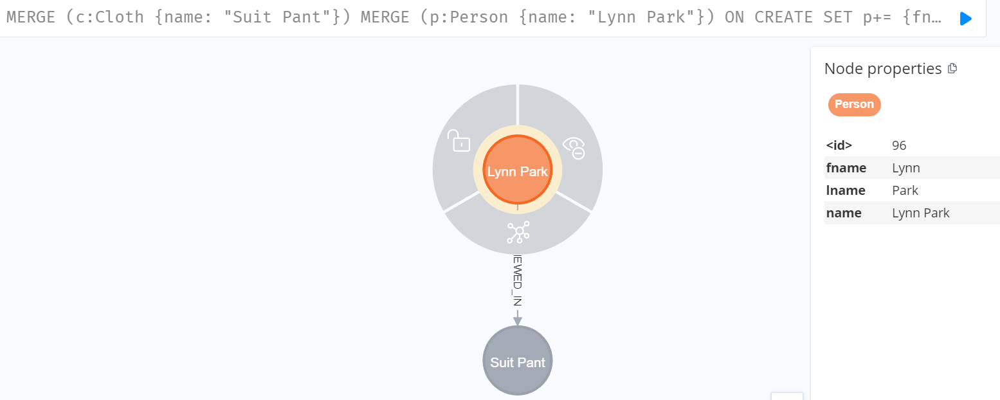 MERGE (c:Cloth {name: "Suit Pant"}) MERGE (p:Person {name: "Lynn Park"}) ON CREATE SET p+= {fn…
Node properties
Person
<id> 96
fname Lynn
lname Park
name Lynn Park
Lynn Park
IEWED_IN
Suit Pant